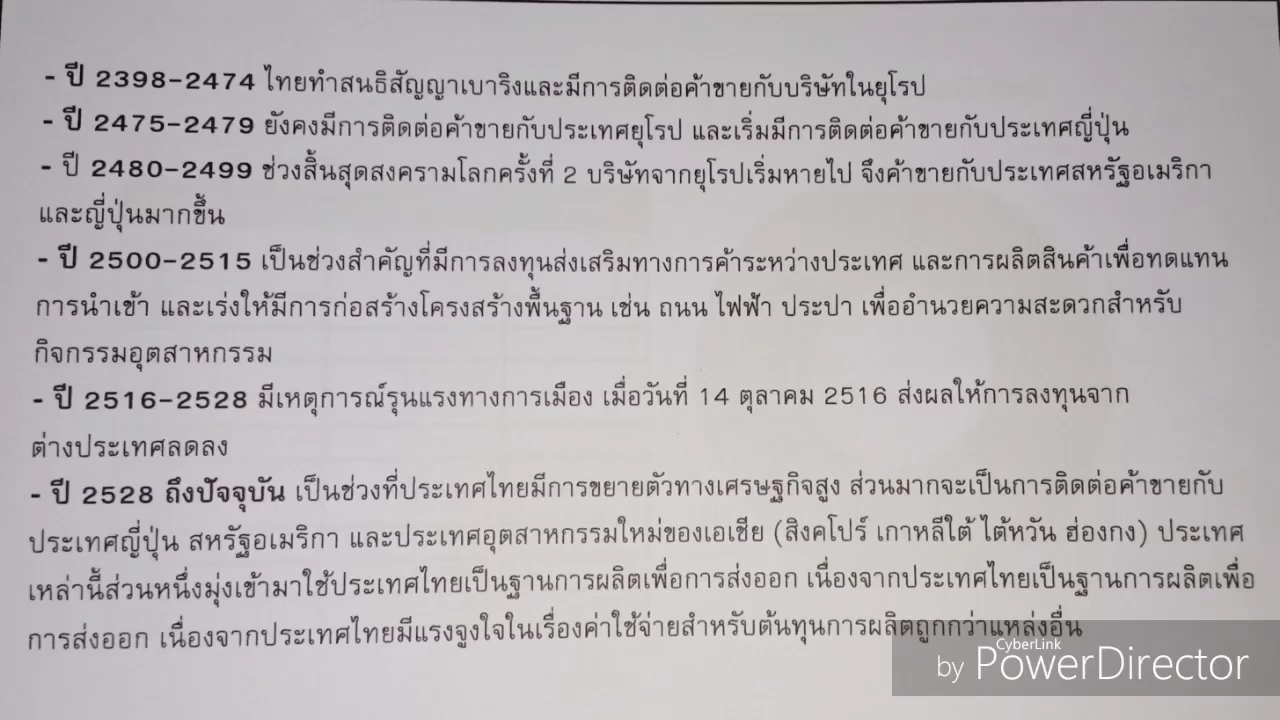 - ปี 2398-2474 ไทยทำสนธิสัญญาเบาริงและมีการติดต่อค้าขายกับบริษัทในยุโรป
- ปี 2475-2479 ยังคงมีการติดต่อค้าขายกับประเทศยุโรป และเริ่มมีการติดต่อค้าขายกับประเทศญี่ปุ่น
- ปี 2480-2499 ช่วงสิ้นสุดสงครามโลกครั้งที่ 2 บริษัทจากยุโรปเริ่มหายไป จึงค้าขายกับประเทศสหรัฐอเมริกา
และญี่ปุ่นมากขึ้น
- ปี 2500-2515 เป็นช่วงสำคัญที่มีการลงทุนส่งเสริมทางการค้าระหว่างประเทศ และการผลิตสินค้าเพื่อทดแทน
การนำเข้า และเร่งให้มีการก่อสร้างโครงสร้างพื้นฐาน เช่น ถนน ไฟฟ้า ประปา เพื่ออำนวยความสะดวกสำหรับ
กิจกรรมอุตสาหกรรม
- ปี 2516-2528 มีเหตุการณ์รุนแรงทางการเมือง เมื่อวันที่ 14 ตุลาคม 2516 ส่งผลให้การลงทุนจาก
ต่างประเทศลดลง
- ปี 2528 ถึงปัจจุบัน เป็นช่วงที่ประเทศไทยมีการขยายตัวทางเศรษฐกิจสูง ส่วนมากจะเป็นการติดต่อค้าขายกับ
ประเทศญี่ปุ่น สหรัฐอเมริกา และประเทศอุตสาหกรรมใหม่ของเอเชีย (สิงคโปร์ เกาหลีใต้ ไต้หวัน ฮ่องกง) ประเทศ
เหล่านี้ส่วนหนึ่งมุ่งเข้ามาใช้ประเทศไทยเป็นฐานการผลิตเพื่อการส่งออก เนื่องจากประเทศไทยเป็นฐานการผลิตเพื่อ
การส่งออก เนื่องจากประเทศไทยมีแรงจูงใจในเรื่องค่าใช้จ่ายสำหรับต้นทุนการผลิตถูกกว่าแหล่งอื่น
CyberLink
by PowerDirector